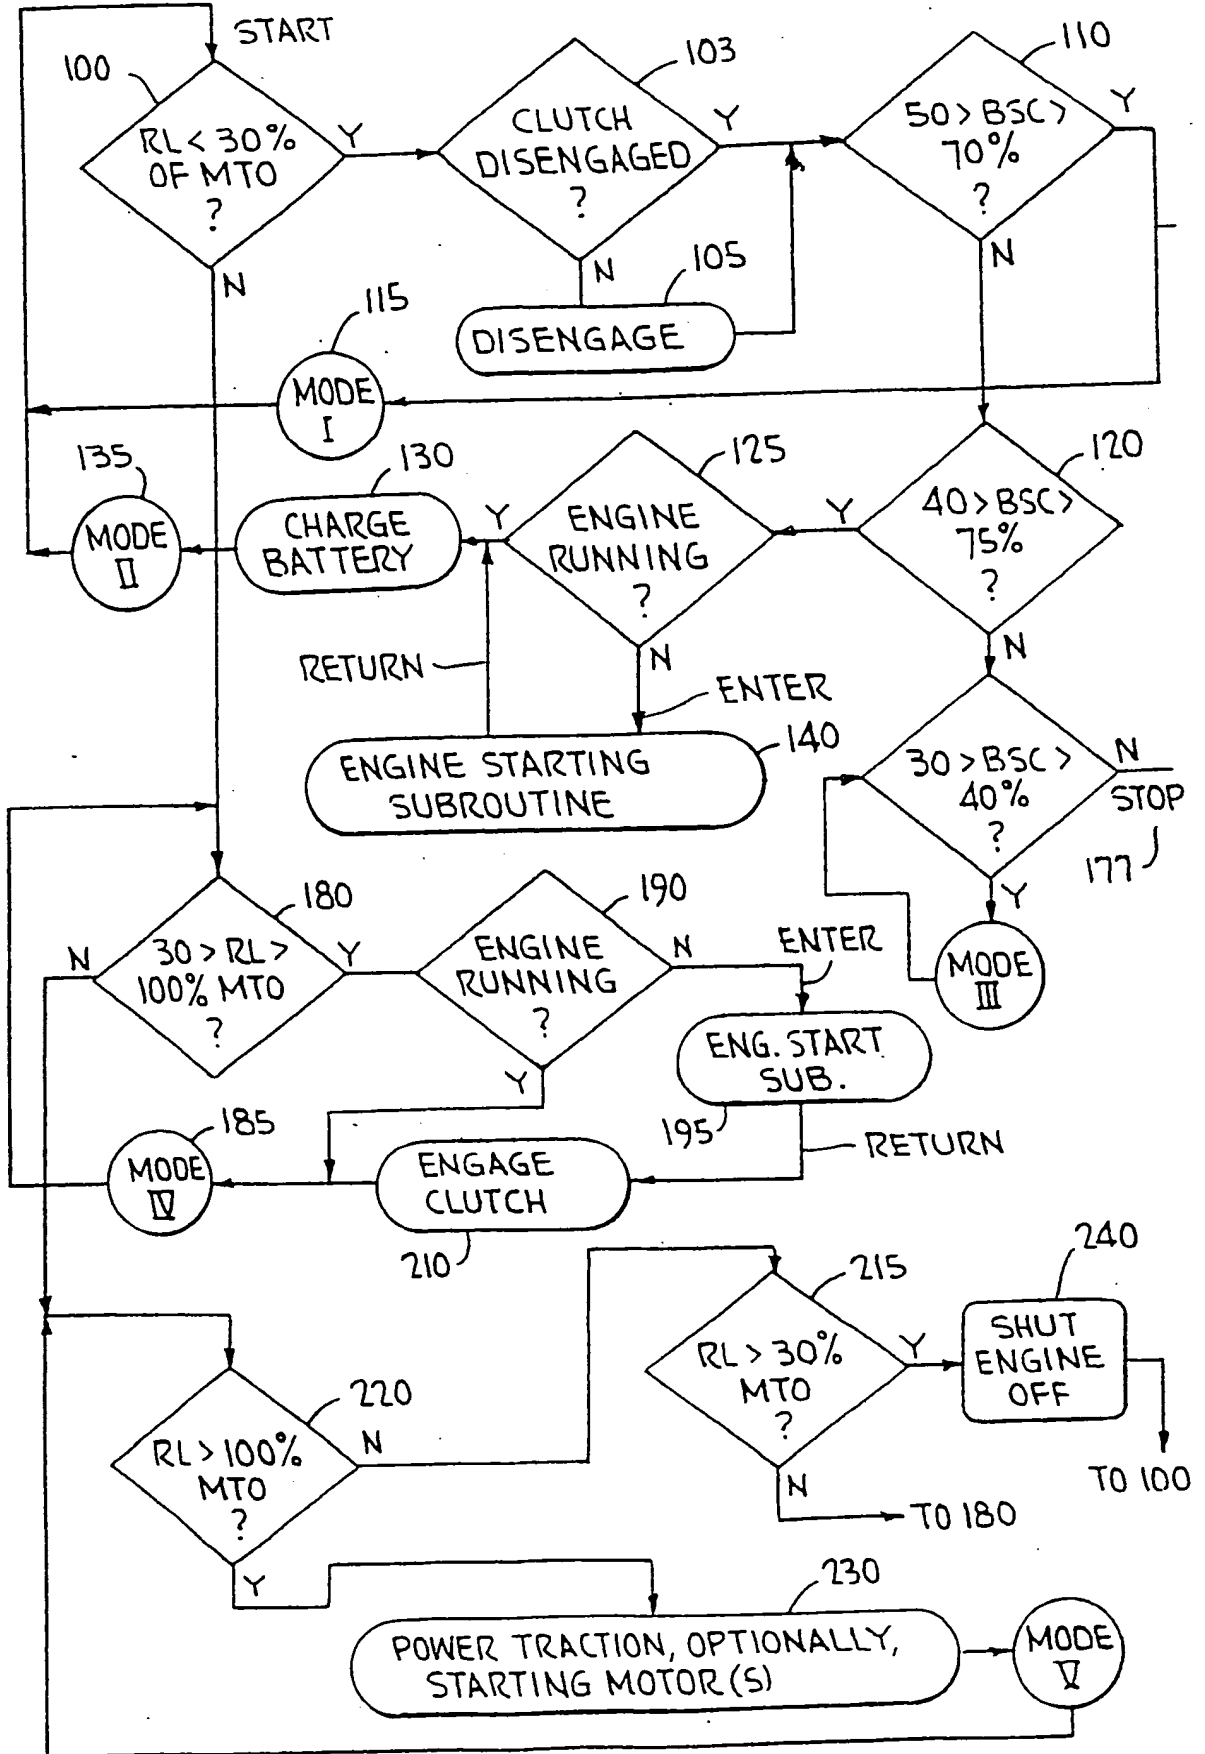 START
100
RL < 30%
OF MTO
?
Y
N
103
CLUTCH
DISENGAGED
?
Y
N
110
50 > BSC >
70%
?
Y
N
105
DISENGAGE
115
MODE
I
135
MODE
II
130
CHARGE
BATTERY
Y
125
ENGINE
RUNNING
?
N
Y
120
40 > BSC >
75%
?
N
RETURN
ENTER
140
ENGINE STARTING
SUBROUTINE
30 > BSC >
40%
?
N
STOP
177
Y
MODE
III
180
N
30 > RL >
100% MTO
?
Y
190
ENGINE
RUNNING
?
N
Y
ENTER
ENG. START
SUB.
195
RETURN
185
MODE
IV
ENGAGE
CLUTCH
210
215
RL > 30%
MTO
?
Y
N
240
SHUT
ENGINE
OFF
TO 100
TO 180
220
RL > 100%
MTO
?
N
Y
230
POWER TRACTION, OPTIONALLY,
STARTING MOTOR(S)
MODE
V